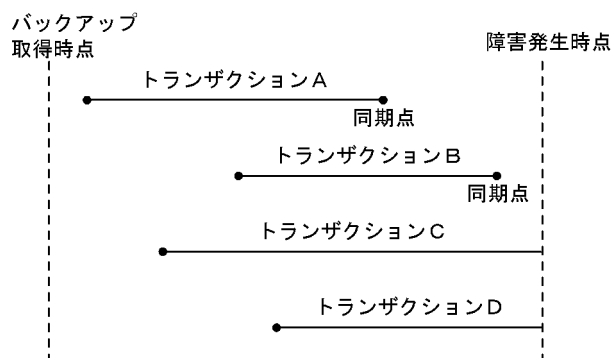 バックアップ
取得時点
障害発生時点
トランザクションA
同期点
トランザクションB
同期点
トランザクションC
トランザクションD